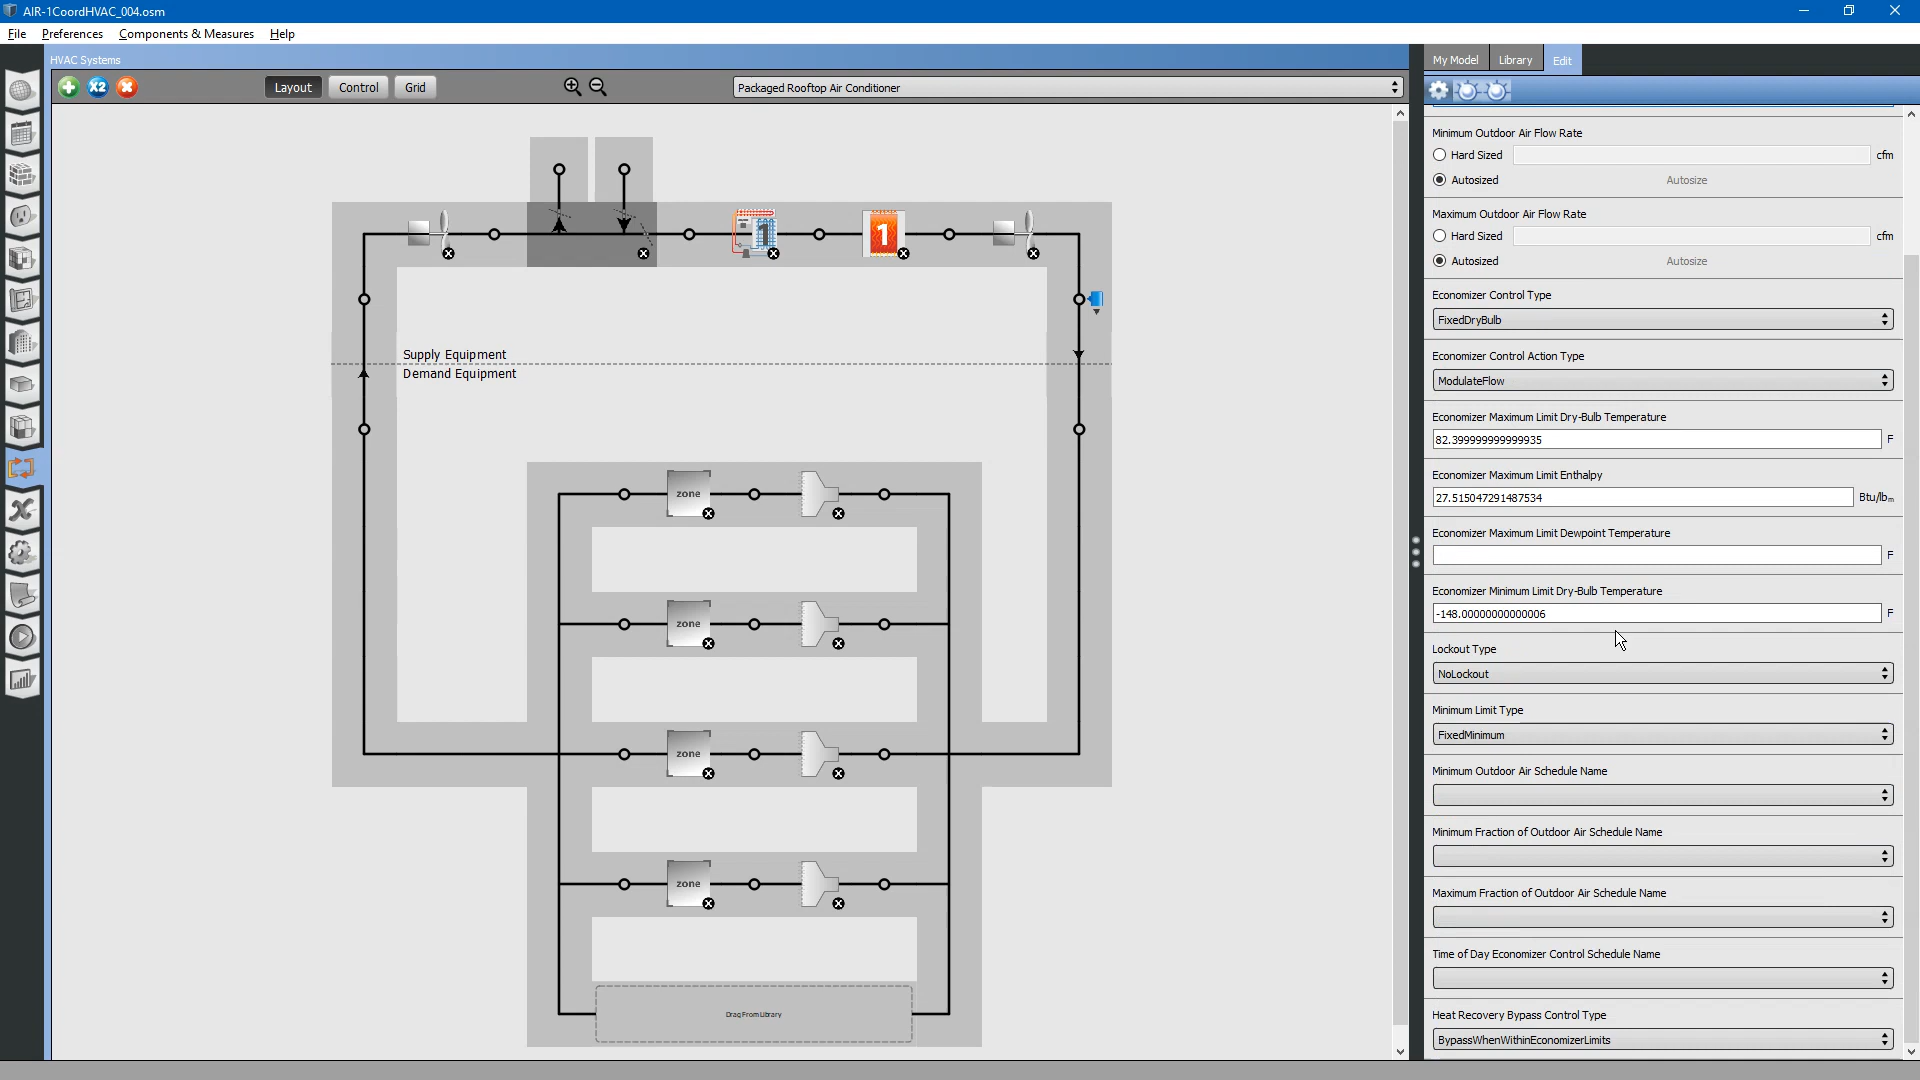 AIR-1CoordHVAC_004.osm
File Preferences Components & Measures Help
HVAC Systems
My Model Library Edit
X2 Layout Control Grid Packaged Rooftop Air Conditioner
Minimum Outdoor Air Flow Rate
Hard Sized cfm
Autosized Autosize
Maximum Outdoor Air Flow Rate
Hard Sized cfm
Autosized Autosize
Economizer Control Type
FixedDryBulb
Economizer Control Action Type
ModulateFlow
Economizer Maximum Limit Dry-Bulb Temperature
82.399999999999935 F
Economizer Maximum Limit Enthalpy
27.515047291487534 Btu/lbₘ
Economizer Maximum Limit Dewpoint Temperature
F
Economizer Minimum Limit Dry-Bulb Temperature
-148.00000000000006 F
Lockout Type
NoLockout
Minimum Limit Type
FixedMinimum
Minimum Outdoor Air Schedule Name
Minimum Fraction of Outdoor Air Schedule Name
Maximum Fraction of Outdoor Air Schedule Name
Time of Day Economizer Control Schedule Name
Heat Recovery Bypass Control Type
BypassWhenWithinEconomizerLimits
1 1
Supply Equipment
Demand Equipment
zone
zone
zone
zone
Drag From Library